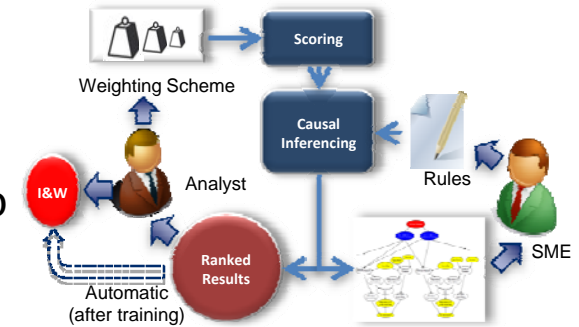 Scoring
Weighting Scheme
Causal
Inferencing
Rules
Analyst
I&W
SME
Ranked
Results
Automatic
(after training)